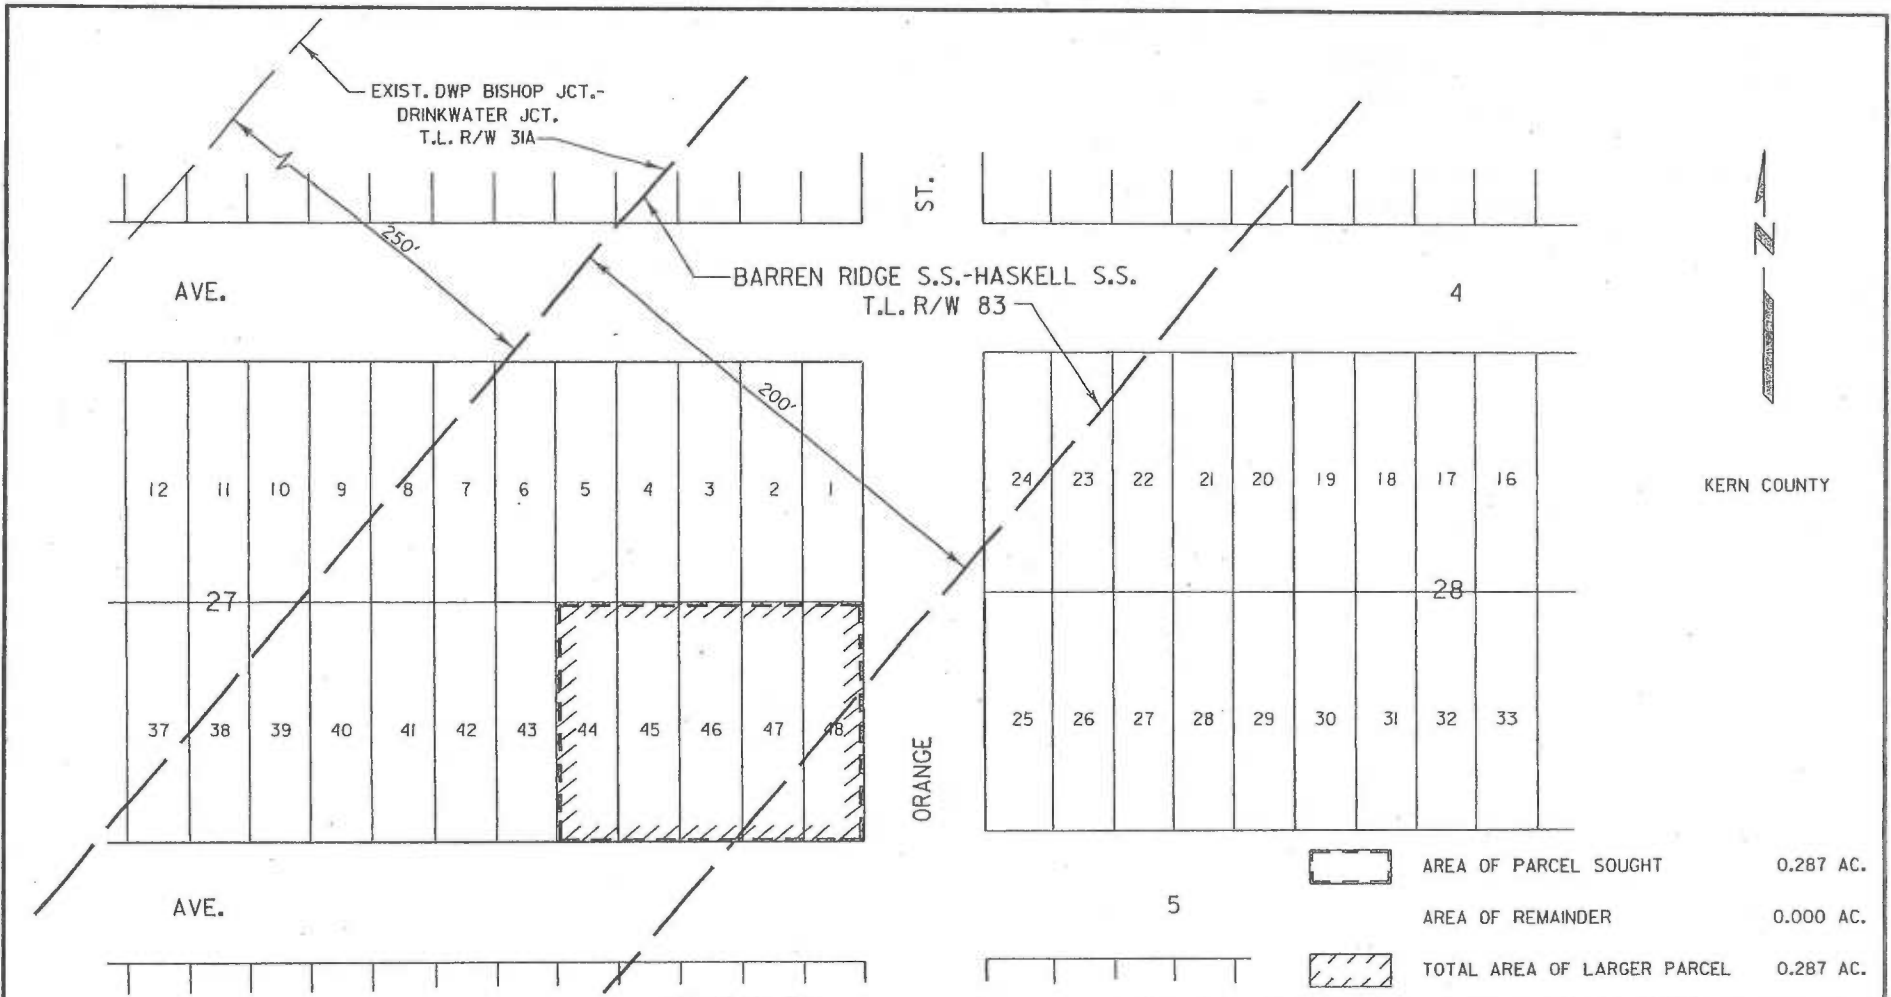 EXIST. DWP BISHOP JCT.-
DRINKWATER JCT.
T.L. R/W 31A
ST.
250'
BARREN RIDGE S.S.-HASKELL S.S.
T.L. R/W 83
AVE.
4
N
200'
12 11 10 9 8 7 6 5 4 3 2 1
24 23 22 21 20 19 18 17 16
KERN COUNTY
27
28
37 38 39 40 41 42 43 44 45 46 47 48
25 26 27 28 29 30 31 32 33
ORANGE
AVE.
5
AREA OF PARCEL SOUGHT 0.287 AC.
AREA OF REMAINDER 0.000 AC.
TOTAL AREA OF LARGER PARCEL 0.287 AC.